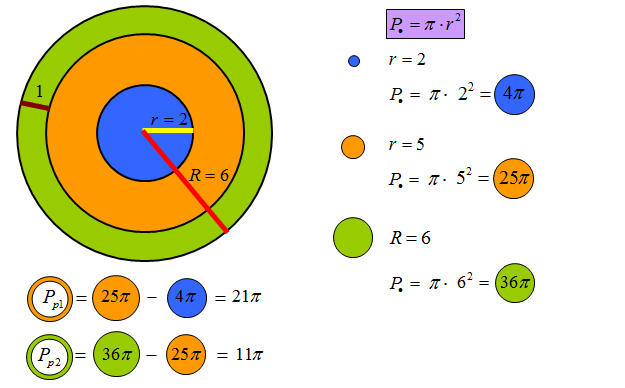 1
r = 2
R = 6
P• = π · r²
r = 2
P• = π · 2² = 4π
r = 5
P• = π · 5² = 25π
R = 6
P• = π · 6² = 36π
Pp1 = 25π − 4π = 21π
Pp2 = 36π − 25π = 11π